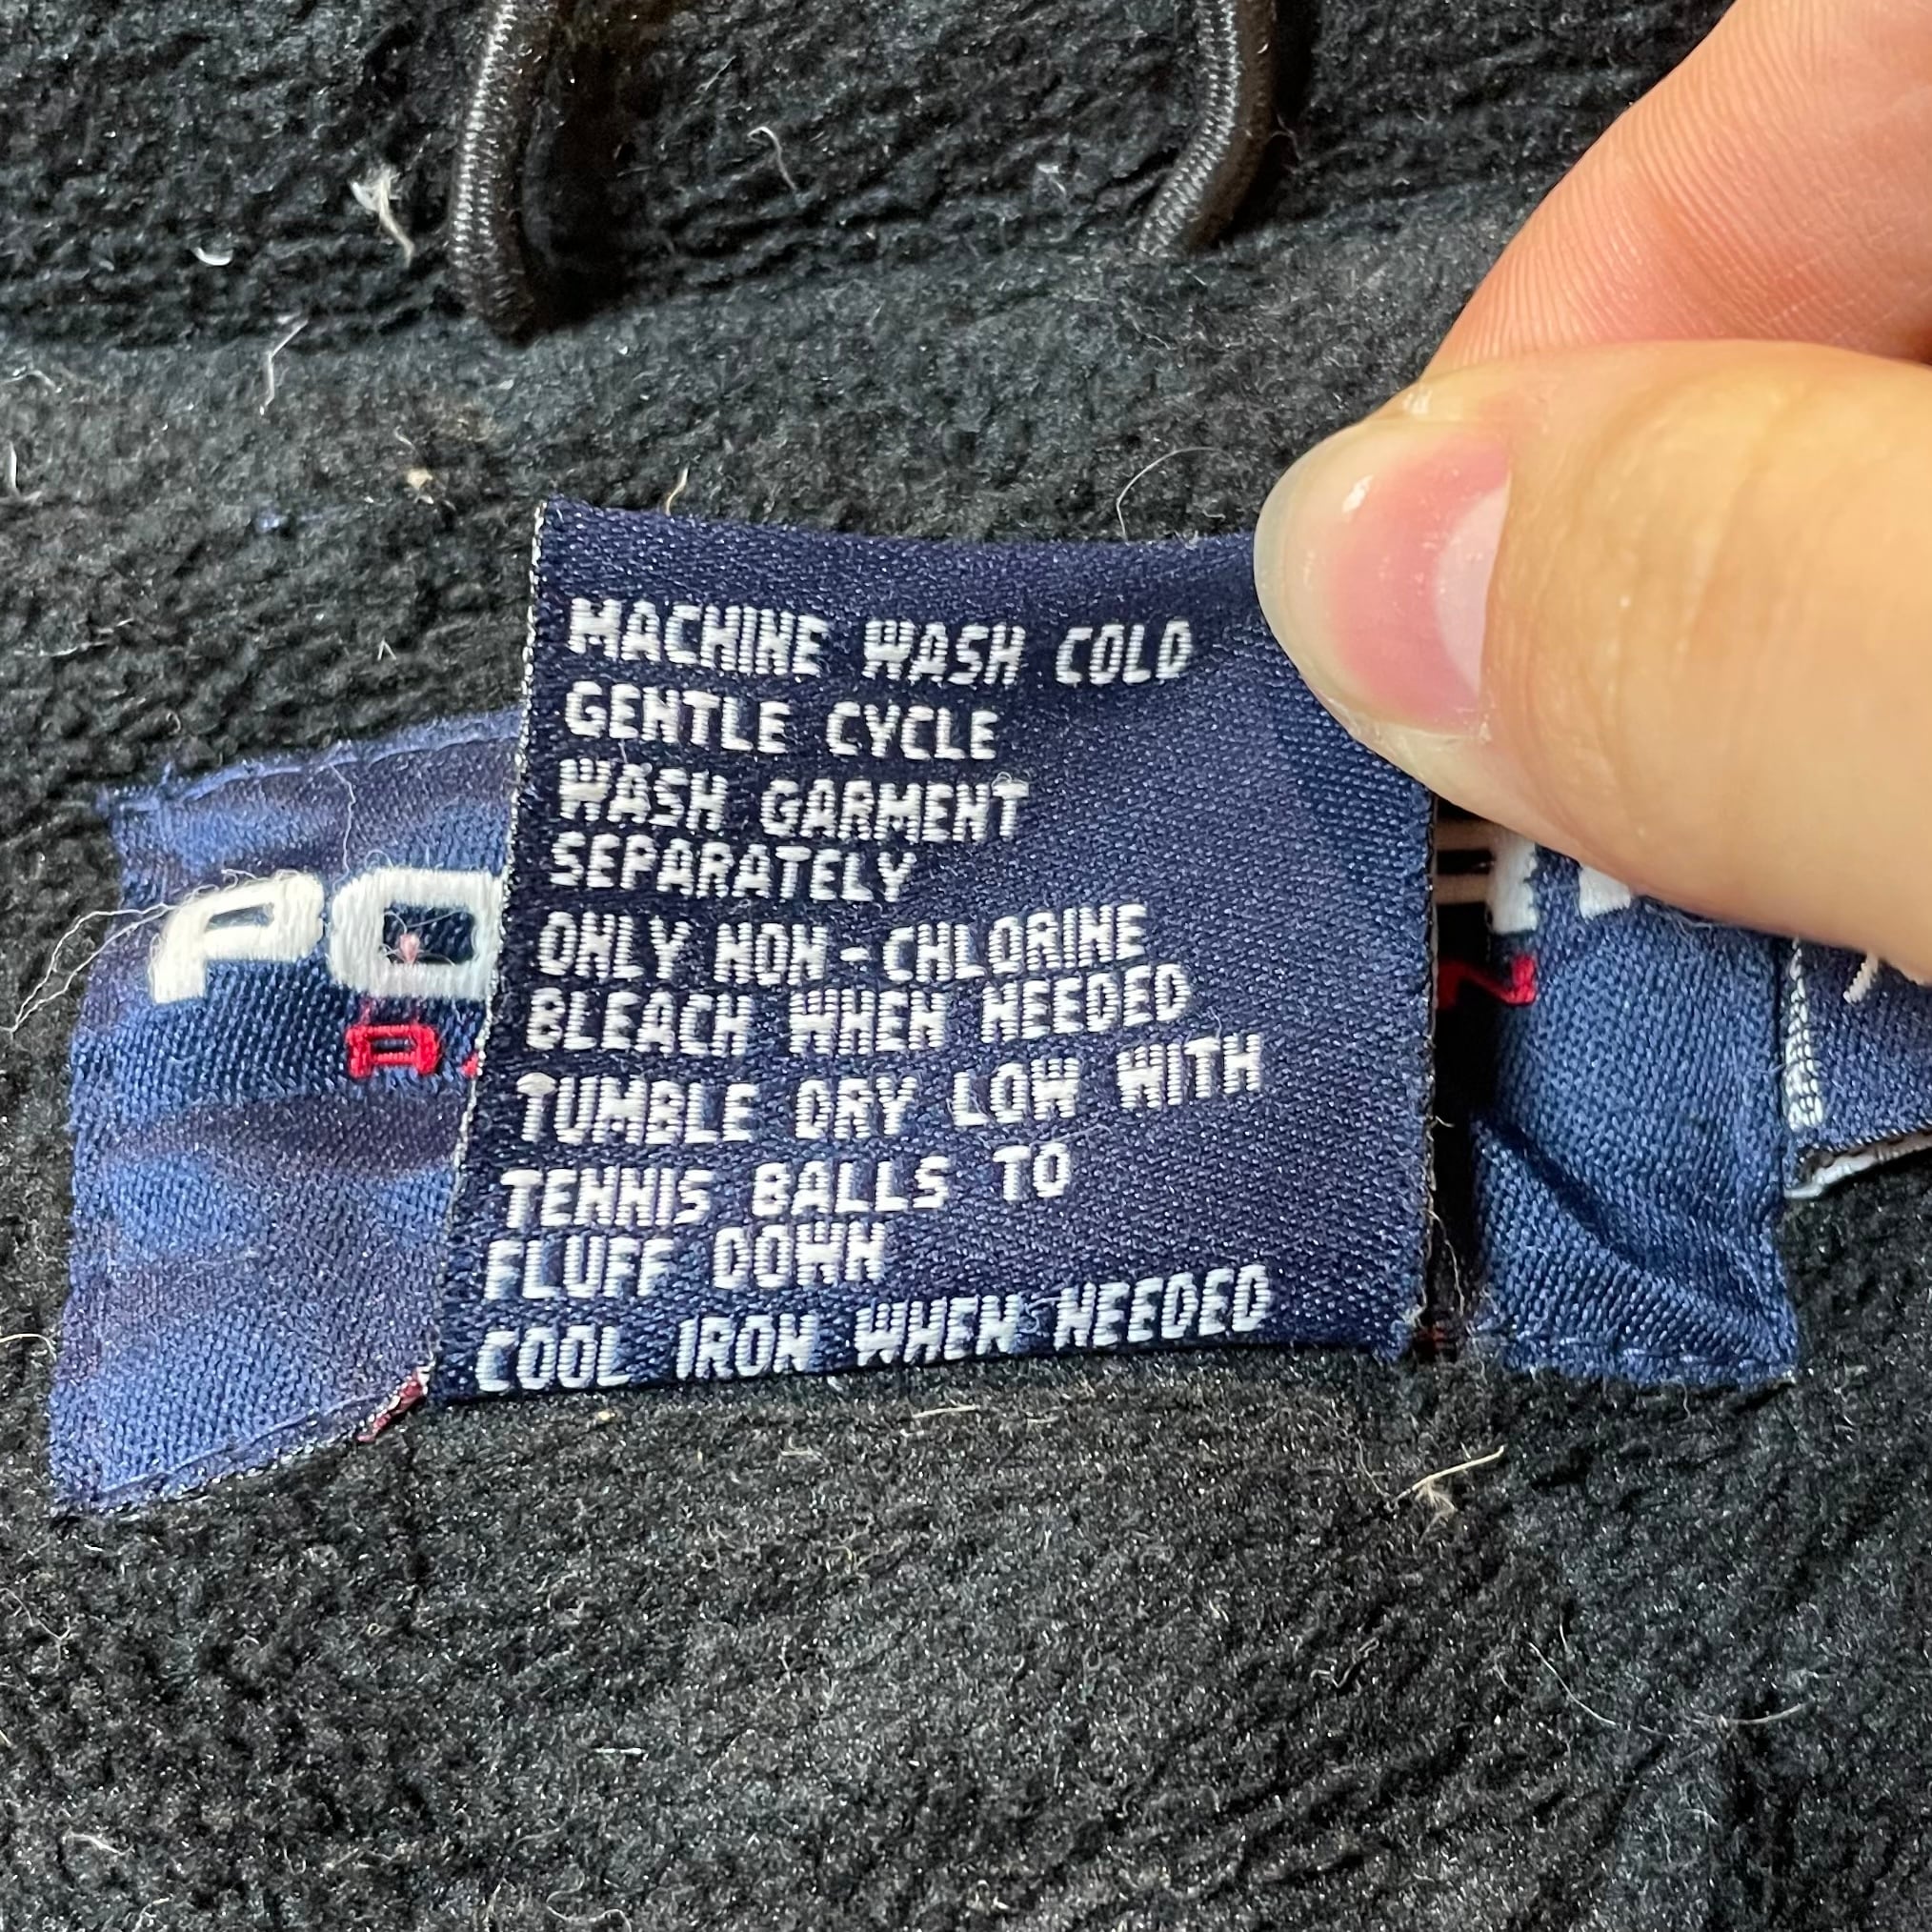 MACHINE WASH COLD
GENTLE CYCLE
WASH GARMENT
SEPARATELY
ONLY NON-CHLORINE
BLEACH WHEN NEEDED
TUMBLE DRY LOW WITH
TENNIS BALLS TO
FLUFF DOWN
COOL IRON WHEN NEEDED